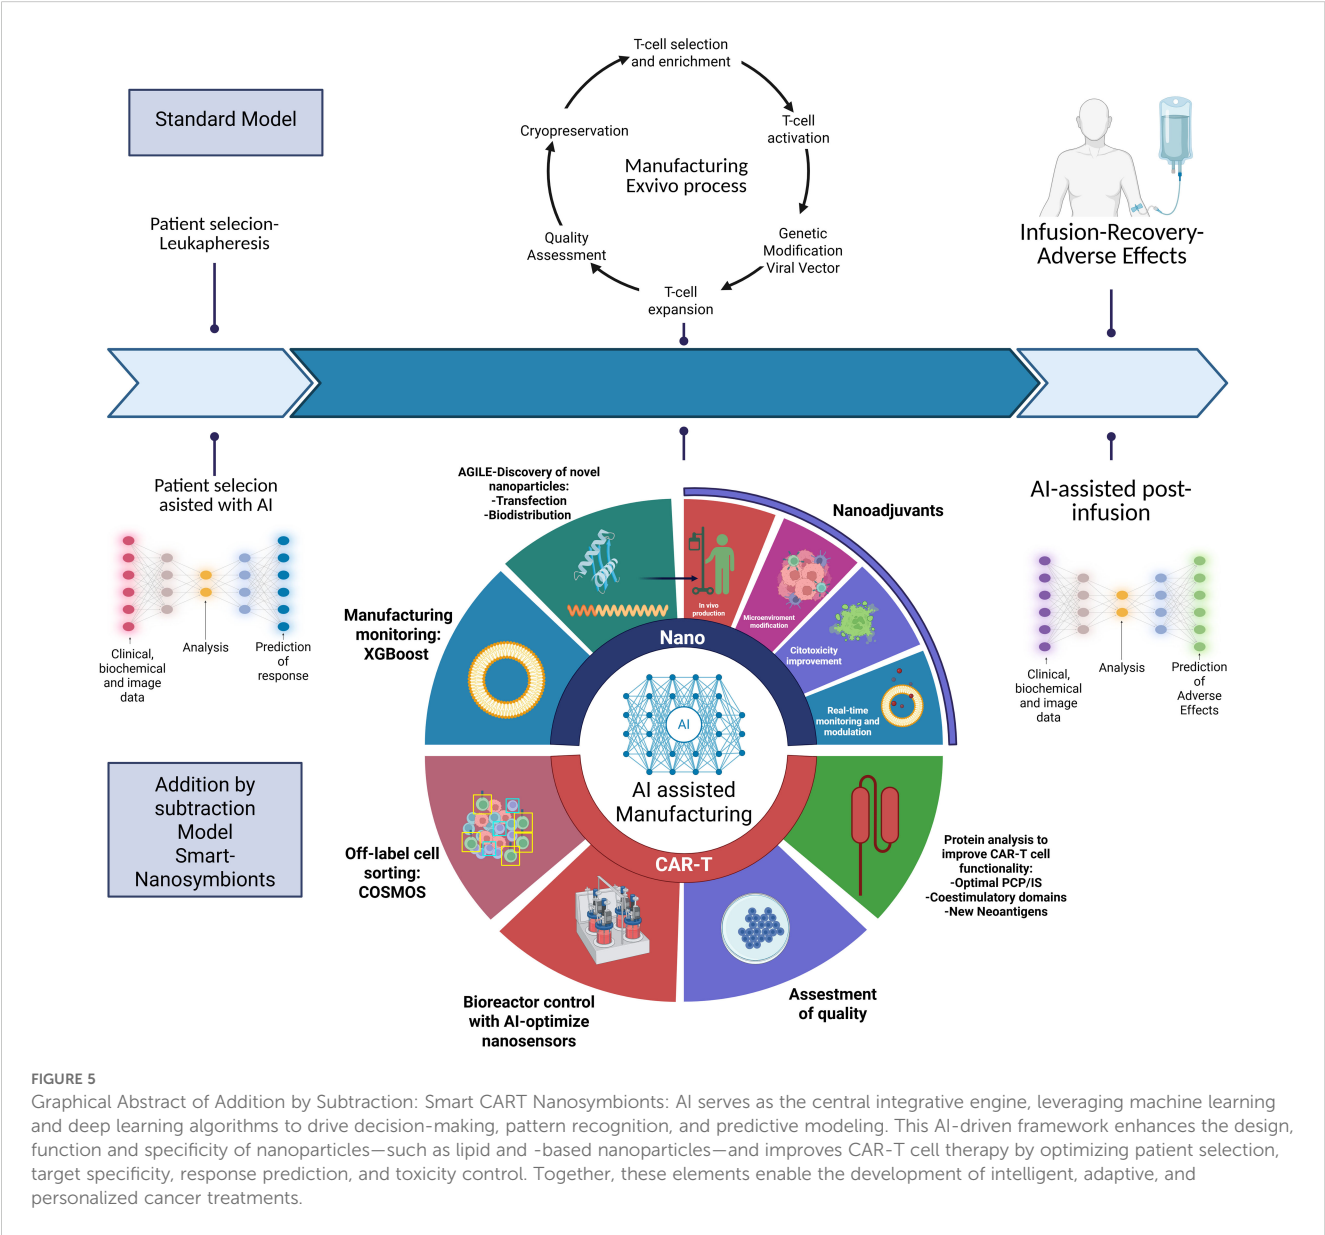 Standard Model
Patient selecion-
Leukapheresis
T-cell selection
and enrichment
T-cell
activation
Genetic
Modification
Viral Vector
T-cell
expansion
Quality
Assessment
Cryopreservation
Manufacturing
Exvivo process
Infusion-Recovery-
Adverse Effects
Patient selecion
asisted with AI
Clinical,
biochemical
and image
data
Analysis
Prediction
of
response
Addition by
subtraction
Model
Smart-
Nanosymbionts
AGILE-Discovery of novel
nanoparticles:
-Transfection
-Biodistribution
Nanoadjuvants
Manufacturing
monitoring:
XGBoost
In vivo
production
Microenviroment
modification
Citotoxicity
improvement
Real-time
monitoring and
modulation
Nano
AI
AI assisted
Manufacturing
CAR-T
Off-label cell
sorting:
COSMOS
Bioreactor control
with AI-optimize
nanosensors
Assestment
of quality
Protein analysis to
improve CAR-T cell
functionality:
-Optimal PCP/IS
-Coestimulatory domains
-New Neoantigens
AI-assisted post-
infusion
Clinical,
biochemical
and image
data
Analysis
Prediction
of
Adverse
Effects
FIGURE 5
Graphical Abstract of Addition by Subtraction: Smart CART Nanosymbionts: AI serves as the central integrative engine, leveraging machine learning
and deep learning algorithms to drive decision-making, pattern recognition, and predictive modeling. This AI-driven framework enhances the design,
function and specificity of nanoparticles—such as lipid and -based nanoparticles—and improves CAR-T cell therapy by optimizing patient selection,
target specificity, response prediction, and toxicity control. Together, these elements enable the development of intelligent, adaptive, and
personalized cancer treatments.